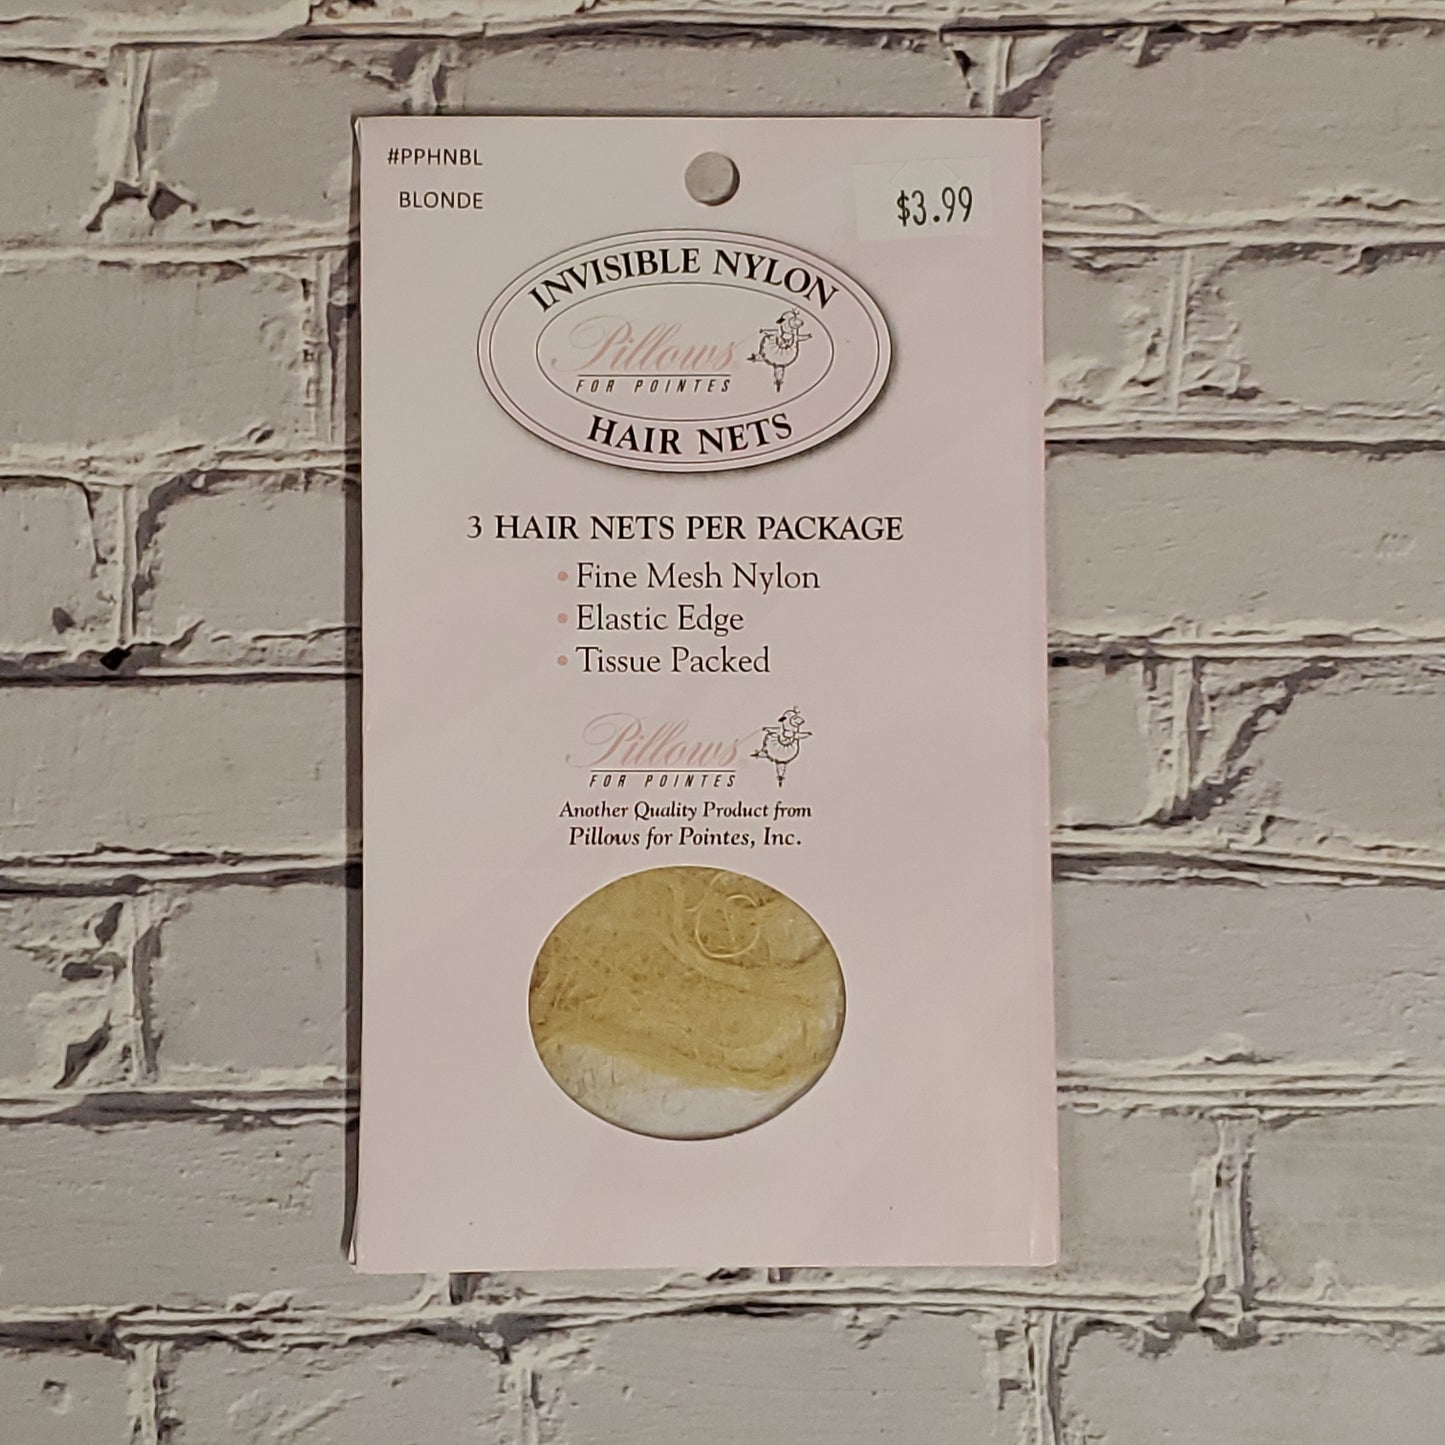 #PPHNBL
BLONDE
$3.99
INVISIBLE NYLON
Pillows
FOR POINTES
HAIR NETS
3 HAIR NETS PER PACKAGE
• Fine Mesh Nylon
• Elastic Edge
• Tissue Packed
Pillows
FOR POINTES
Another Quality Product from
Pillows for Pointes, Inc.